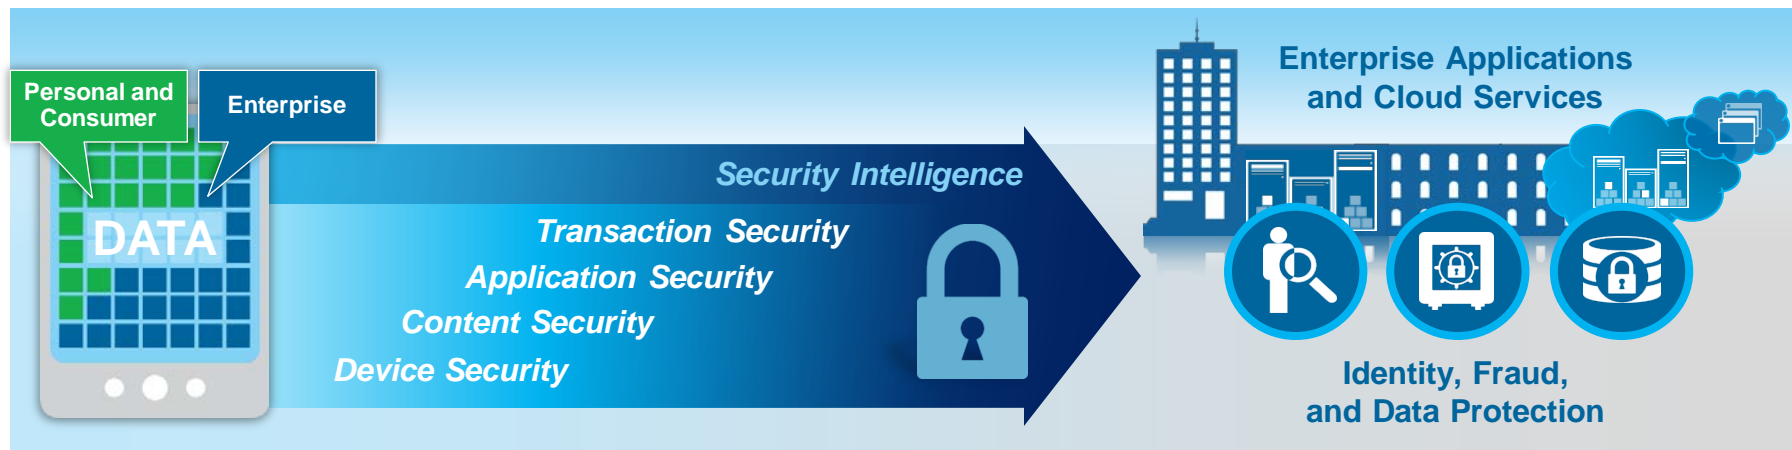 Personal and
Consumer
Enterprise
DATA
Security Intelligence
Transaction Security
Application Security
Content Security
Device Security
Enterprise Applications
and Cloud Services
Identity, Fraud,
and Data Protection